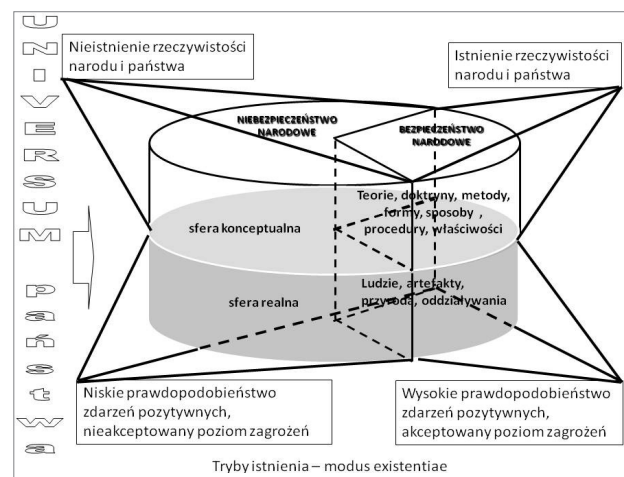 UNIVERSUM państwa
Nieistnienie rzeczywistości
narodu i państwa
Istnienie rzeczywistości
narodu i państwa
NIEBEZPIECZEŃSTWO
NARODOWE
BEZPIECZEŃSTWO
NARODOWE
sfera konceptualna
Teorie, doktryny, metody,
formy, sposoby ,
procedury, właściwości
sfera realna
Ludzie, artefakty,
przyroda, oddziaływania
Niskie prawdopodobieństwo
zdarzeń pozytywnych,
nieakceptowany poziom zagrożeń
Wysokie prawdopodobieństwo
zdarzeń pozytywnych,
akceptowany poziom zagrożeń
Tryby istnienia – modus existentiae